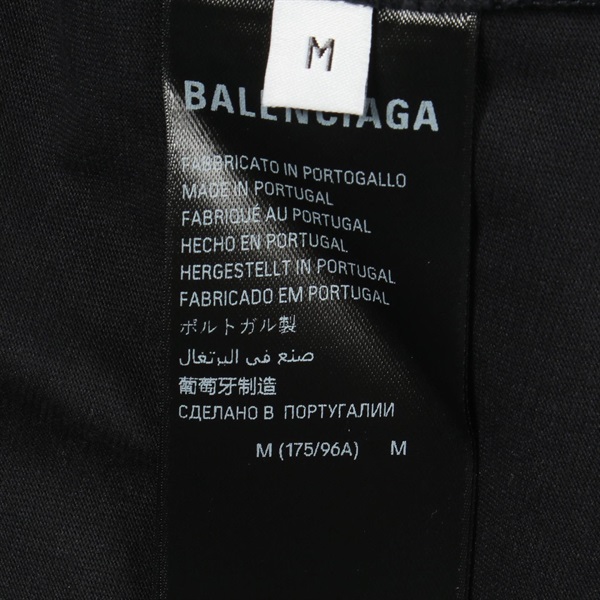 M
BALENCIAGA
FABBRICATO IN PORTOGALLO
MADE IN PORTUGAL
FABRIQUÉ AU PORTUGAL
HECHO EN PORTUGAL
HERGESTELLT IN PORTUGAL
FABRICADO EM PORTUGAL
ポルトガル製
صنع في البرتغال
葡萄牙制造
СДЕЛАНО В ПОРТУГАЛИИ
M (175/96A) M